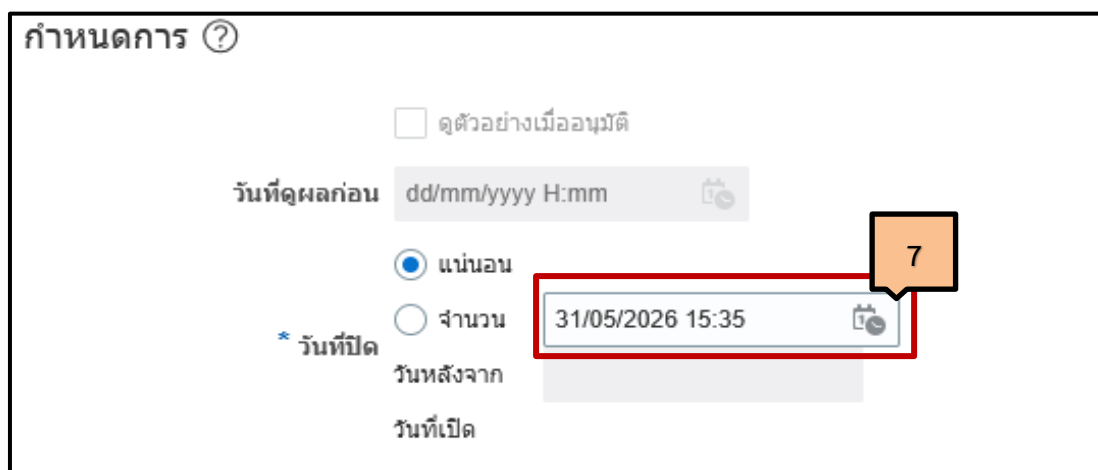 กำหนดการ ?
ดูตัวอย่างเมื่ออนุมัติ
วันที่ดูผลก่อน dd/mm/yyyy H:mm
7
แน่นอน
* วันที่ปิด
จำนวน 31/05/2026 15:35
วันหลังจาก
วันที่เปิด